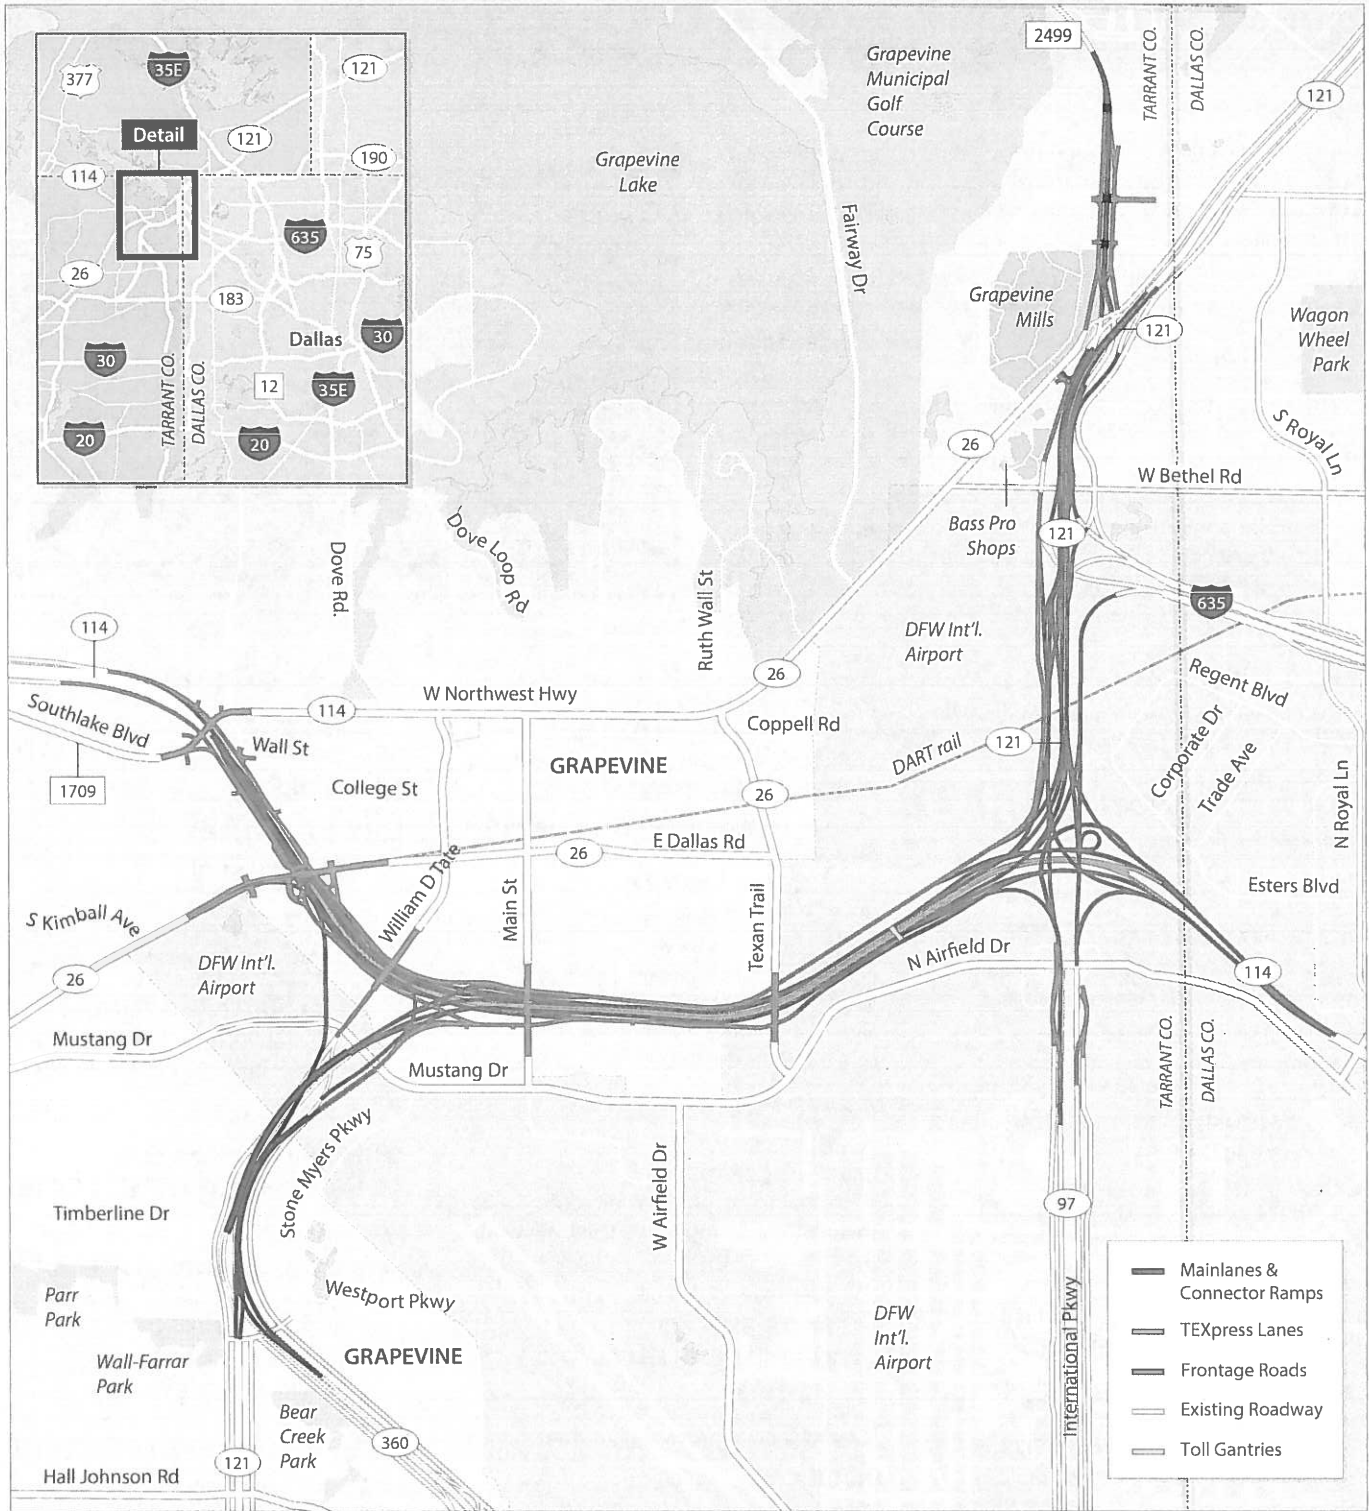 2499
TARRANT CO.
DALLAS CO.
Grapevine
Municipal
Golf
Course
121
377
35E
121
Detail
121
190
114
635
75
26
183
Dallas
30
30
12
35E
TARRANT CO.
DALLAS CO.
20
20
Grapevine
Lake
Fairway Dr
Grapevine
Mills
121
Wagon
Wheel
Park
S Royal Ln
26
W Bethel Rd
Bass Pro
Shops
121
Dove Loop Rd
Dove Rd.
Ruth Wall St
635
DFW Int'l.
Airport
114
26
Regent Blvd
W Northwest Hwy
114
Southlake Blvd
Coppell Rd
Wall St
121
DART rail
Corporate Dr
Trade Ave
GRAPEVINE
1709
College St
26
N Royal Ln
E Dallas Rd
26
William D Tate
Esters Blvd
S Kimball Ave
Main St
Texan Trail
N Airfield Dr
DFW Int'l.
Airport
26
114
Mustang Dr
Mustang Dr
TARRANT CO.
DALLAS CO.
Stone Myers Pkwy
W Airfield Dr
Timberline Dr
97
Parr
Park
Westport Pkwy
International Pkwy
DFW
Int'l.
Airport
GRAPEVINE
Wall-Farrar
Park
Bear
Creek
Park
360
121
Hall Johnson Rd
Mainlanes &
Connector Ramps
TEXpress Lanes
Frontage Roads
Existing Roadway
Toll Gantries